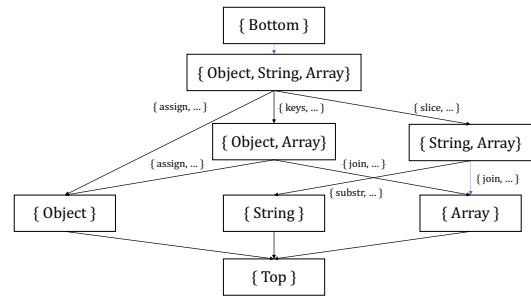 { Bottom }
{ Object, String, Array}
{ assign, ... }
{ keys, ... }
{ slice, ... }
{ Object, Array}
{ String, Array}
{ assign, ... }
{ join, ... }
{ join, ... }
{ substr, ... }
{ Object }
{ String }
{ Array }
{ Top }